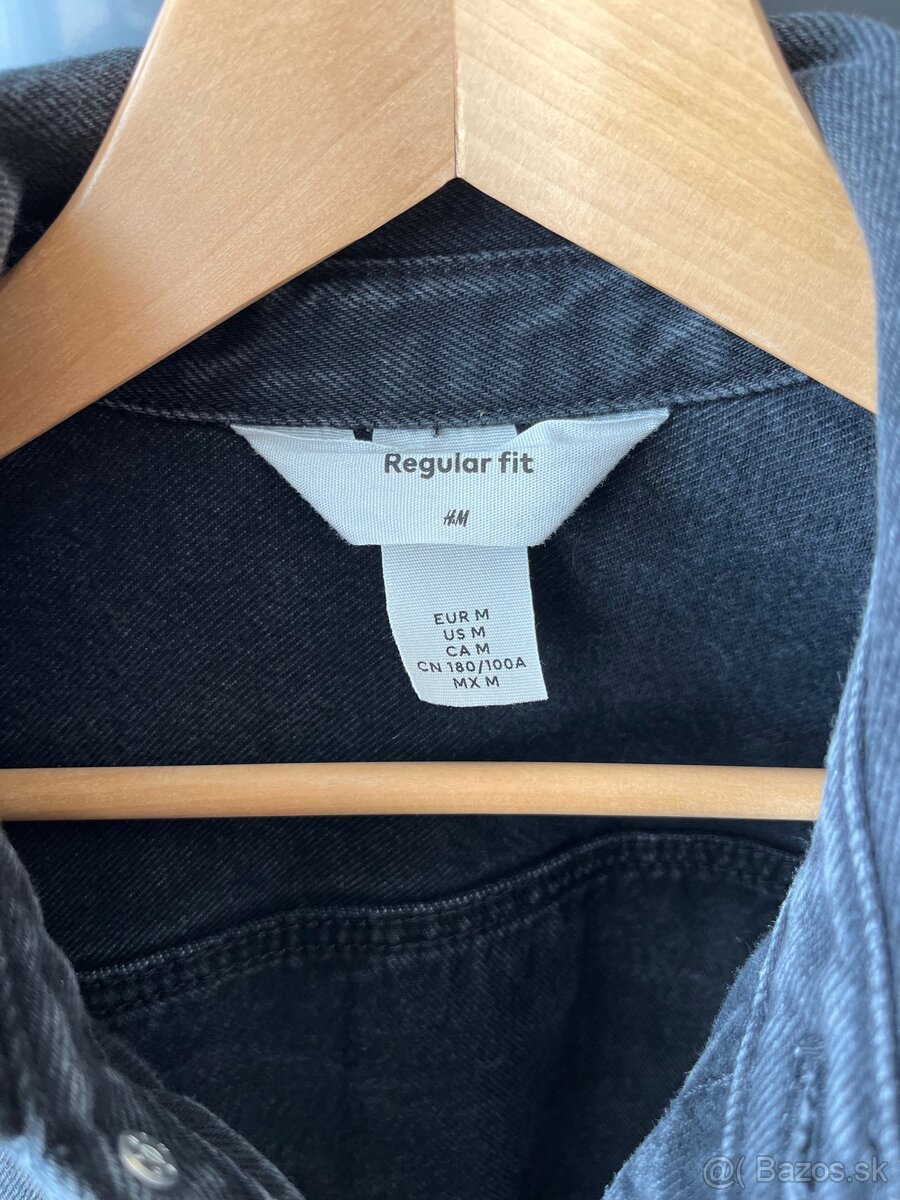 Regular fit
H&M
EUR M
US M
CA M
CN 180/100A
MX M
@( Bazos.sk